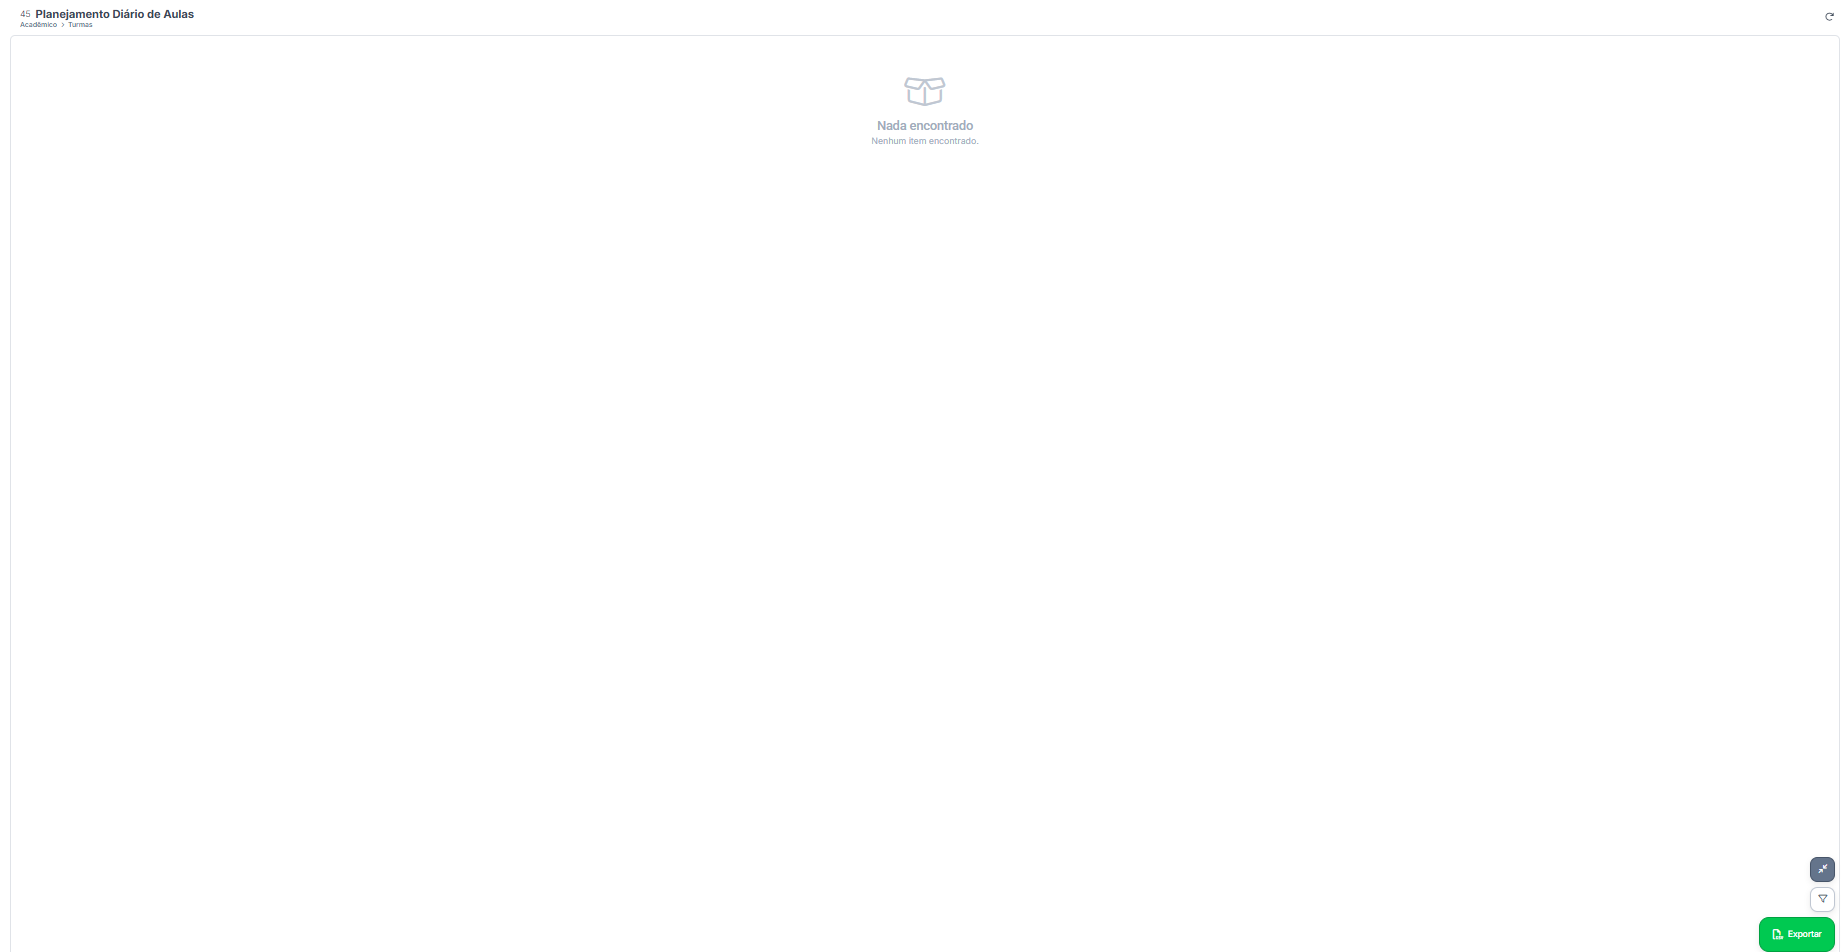 45 Planejamento Diário de Aulas
Acadêmico > Turmas
Nada encontrado
Nenhum item encontrado.
Exportar